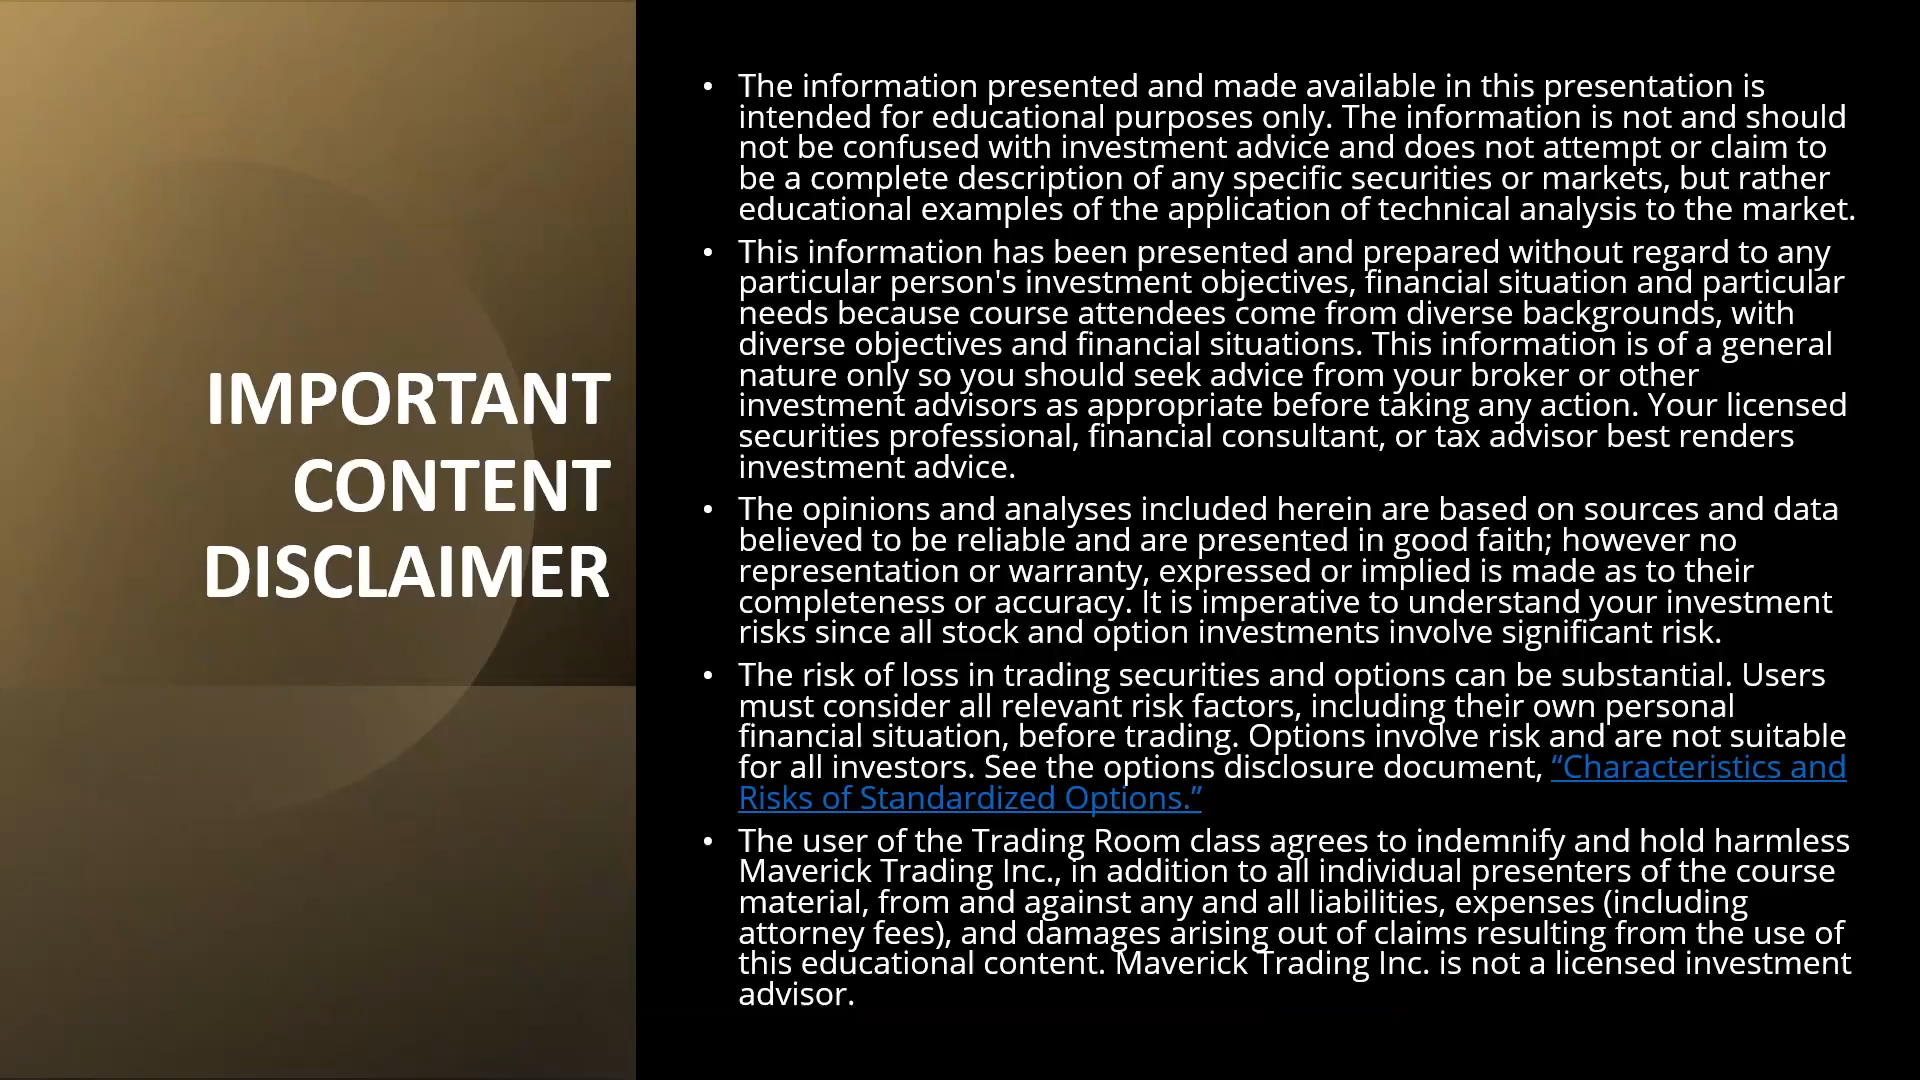 IMPORTANT
CONTENT
DISCLAIMER
• The information presented and made available in this presentation is
intended for educational purposes only. The information is not and should
not be confused with investment advice and does not attempt or claim to
be a complete description of any specific securities or markets, but rather
educational examples of the application of technical analysis to the market.
• This information has been presented and prepared without regard to any
particular person's investment objectives, financial situation and particular
needs because course attendees come from diverse backgrounds, with
diverse objectives and financial situations. This information is of a general
nature only so you should seek advice from your broker or other
investment advisors as appropriate before taking any action. Your licensed
securities professional, financial consultant, or tax advisor best renders
investment advice.
• The opinions and analyses included herein are based on sources and data
believed to be reliable and are presented in good faith; however no
representation or warranty, expressed or implied is made as to their
completeness or accuracy. It is imperative to understand your investment
risks since all stock and option investments involve significant risk.
• The risk of loss in trading securities and options can be substantial. Users
must consider all relevant risk factors, including their own personal
financial situation, before trading. Options involve risk and are not suitable
for all investors. See the options disclosure document, “Characteristics and
Risks of Standardized Options.”
• The user of the Trading Room class agrees to indemnify and hold harmless
Maverick Trading Inc., in addition to all individual presenters of the course
material, from and against any and all liabilities, expenses (including
attorney fees), and damages arising out of claims resulting from the use of
this educational content. Maverick Trading Inc. is not a licensed investment
advisor.